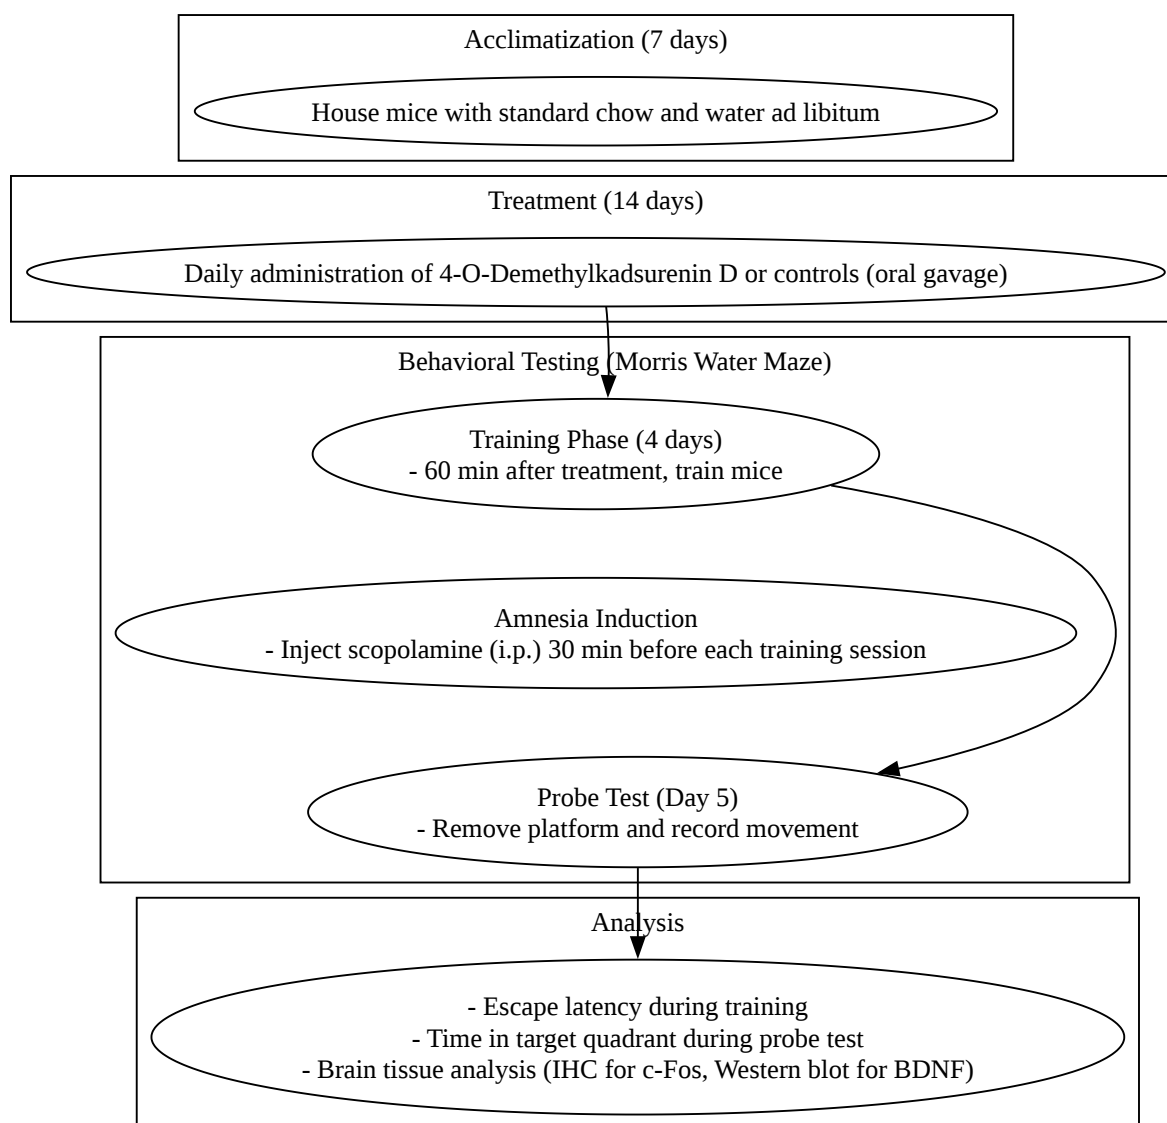 Acclimatization (7 days)
House mice with standard chow and water ad libitum
Treatment (14 days)
Daily administration of 4-O-Demethylkadsurenin D or controls (oral gavage)
Behavioral Testing (Morris Water Maze)
Training Phase (4 days)
- 60 min after treatment, train mice
Amnesia Induction
- Inject scopolamine (i.p.) 30 min before each training session
Probe Test (Day 5)
- Remove platform and record movement
Analysis
- Escape latency during training
- Time in target quadrant during probe test
- Brain tissue analysis (IHC for c-Fos, Western blot for BDNF)